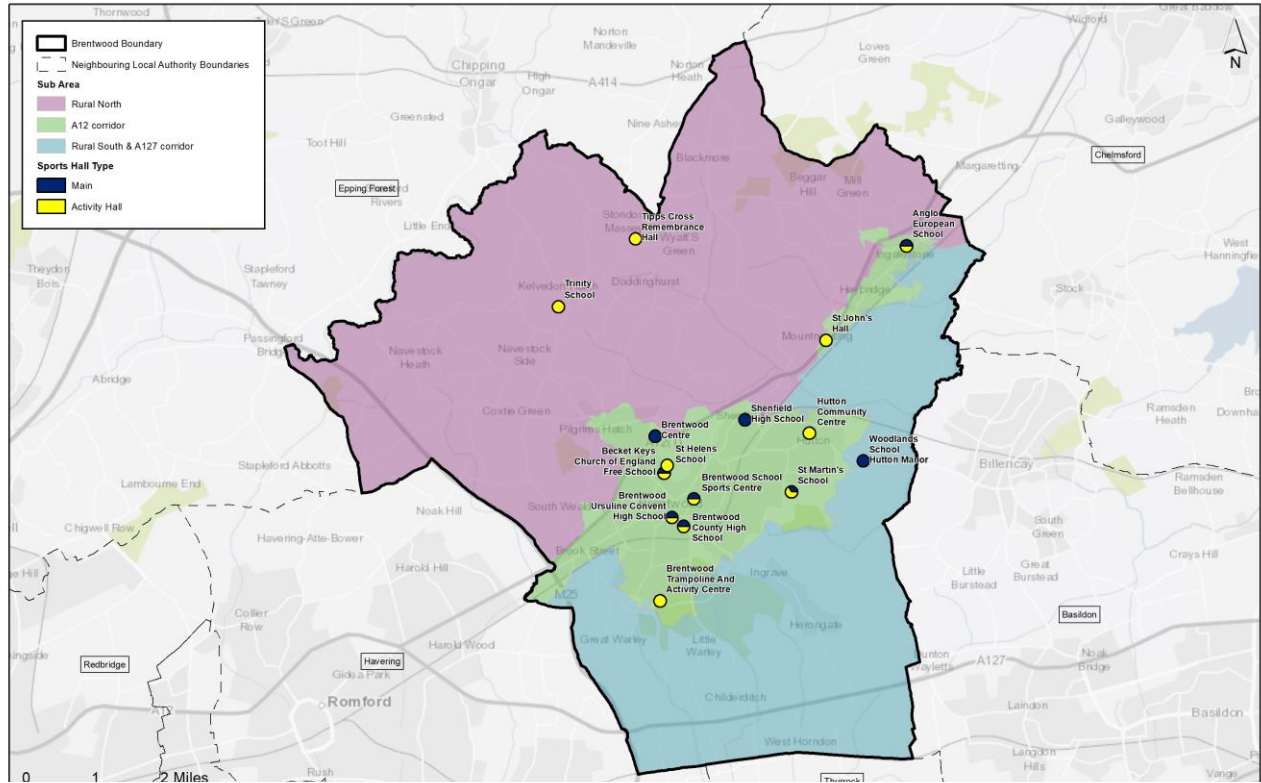 Brentwood Boundary
Neighbouring Local Authority Boundaries
Sub Area
Rural North
A12 corridor
Rural South & A127 corridor
Sports Hall Type
Main
Activity Hall
N
Thornwood
Tyler'S Green
Norton
Mandeville
Norton
Heath
Loves
Green
Widford
Great Baddow
Chipping
Ongar
High
Ongar
A414
Greensted
Nine Ashes
Galleywood
Toot Hill
Blackmore
Margaretting
Chelmsford
Epping Forest
Rivers
Beggar
Hill
Mill
Green
Little End
Tipps Cross
Remembrance
Hall
Wyatt'S
Green
Anglo
European
School
Ingatestone
West
Hanningfield
Theydon
Bois
Stapleford
Tawney
Trinity
School
Doddinghurst
Heybridge
Stock
Passingford
Bridge
Navestock
Heath
Navestock
Side
St John's
Hall
Abridge
Coxtie Green
Pilgrims Hatch
Brentwood
Centre
Shenfield
High School
Hutton
Community
Centre
Hutton
Ramsden
Heath
Woodlands
School
Hutton Manor
Billericay
Becket Keys
Church of England
Free School
St Helens
School
Stapleford Abbotts
Lambourne End
Brentwood School
Sports Centre
St Martin's
School
Ramsden
Bellhouse
Chigwell Row
Noak Hill
Brentwood
Ursuline Convent
High School
Brentwood
County High
School
South
Green
Havering-Atte-Bower
Brook Street
Crays Hill
Harold Hill
Ingrave
Little
Burstead
Great
Burstead
M25
Brentwood
Trampoline And
Activity Centre
Collier
Row
Great Warley
Little
Warley
Herongate
Basildon
Harold Wood
Redbridge
Havering
A127
Noak
Bridge
Gidea Park
Romford
Childerditch
Laindon
Basildon
A12
West Horndon
Langdon
Hills
0 1 2 Miles
Rush
Thurrock
Vange